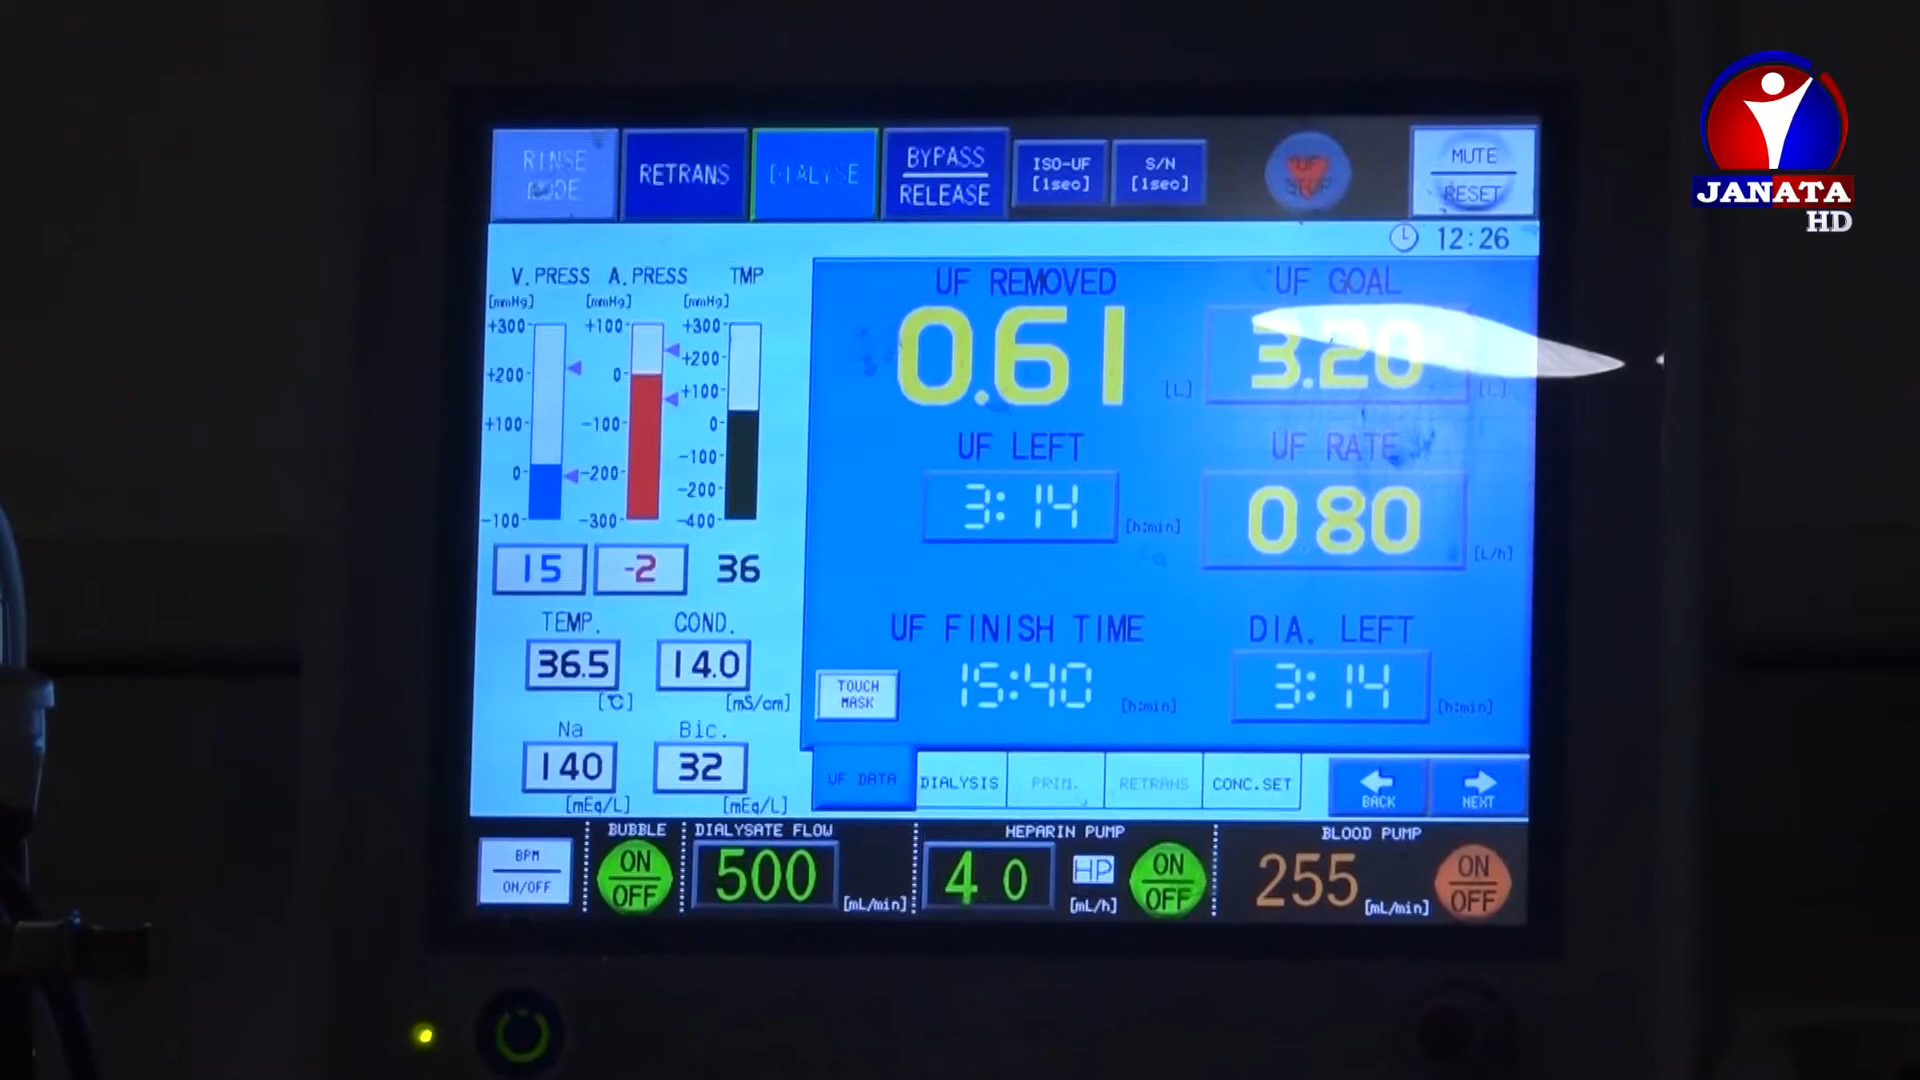 RINSE
MODE
RETRANS
DIALYSE
BYPASS
RELEASE
ISO-UF
[1sec]
S/N
[1sec]
UF
STOP
MUTE
RESET
JANATA
HD
12:26
V.PRESS A.PRESS TMP
[mmHg] [mmHg] [mmHg]
+300 +100 +300
+200 0 +200
+100
+100 -100 0
-100
0 -200 -200
-100 -300 -400
15 -2 36
TEMP. COND.
36.5 14.0
[℃] [mS/cm]
Na Bic.
140 32
[mEq/L] [mEq/L]
UF REMOVED UF GOAL
0.61 [L] 3.20 [L]
UF LEFT UF RATE
3:14 [h:min] 0.80 [L/h]
UF FINISH TIME DIA. LEFT
15:40 [h:min] 3:14 [h:min]
TOUCH
MASK
UF DATA DIALYSIS PRIM. RETRANS CONC.SET BACK NEXT
BPM
ON/OFF
BUBBLE
ON
OFF
DIALYSATE FLOW
500 [mL/min]
HEPARIN PUMP
4.0 HP [mL/h]
ON
OFF
BLOOD PUMP
255 [mL/min]
ON
OFF